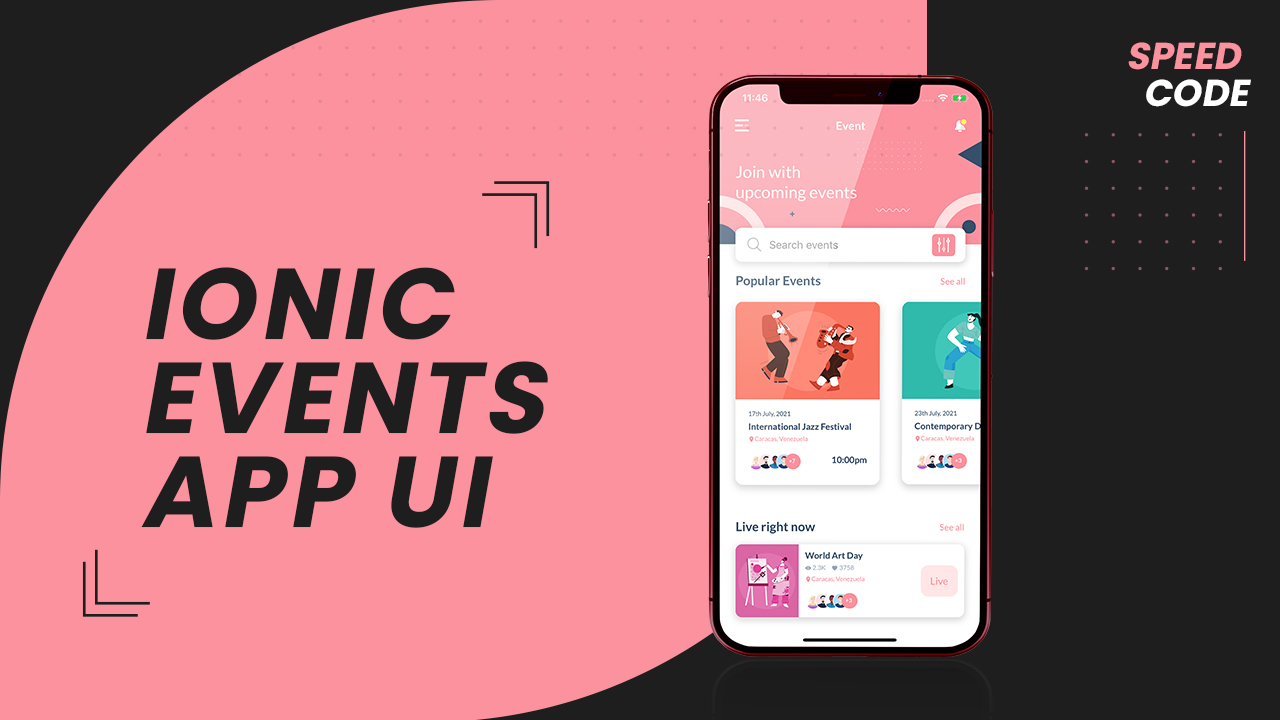 SPEED
CODE
IONIC
EVENTS
APP UI
11:46
Event
Join with
upcoming events
Search events
Popular Events
See all
17th July, 2021
International Jazz Festival
Caracas, Venezuela
+7
10:00pm
23th July, 2021
Contemporary D
Caracas, Venezuela
+3
Live right now
See all
World Art Day
2.3K 3758
Caracas, Venezuela
+3
Live